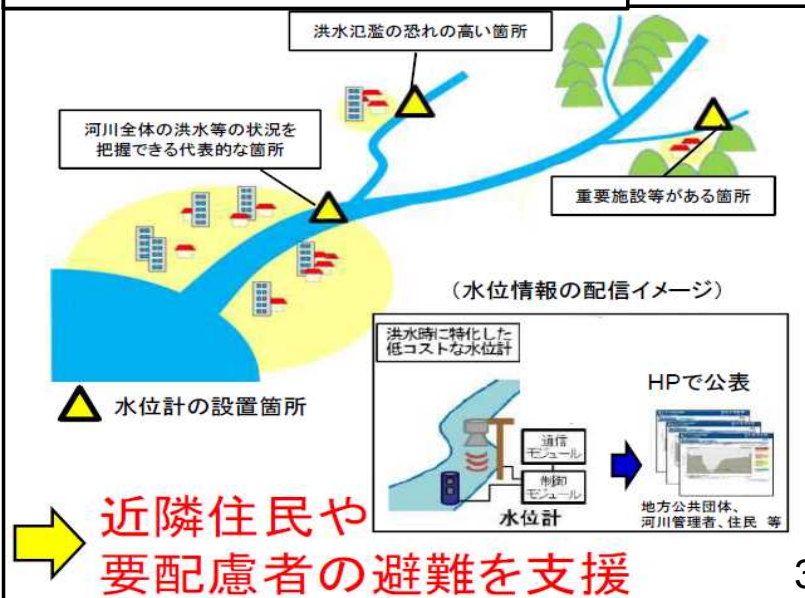 洪水氾濫の恐れの高い箇所
河川全体の洪水等の状況を
把握できる代表的な箇所
重要施設等がある箇所
(水位情報の配信イメージ)
洪水時に特化した
低コストな水位計
HPで公表
通信
モジュール
制御
モジュール
水位計
地方公共団体、
河川管理者、住民 等
水位計の設置箇所
近隣住民や
要配慮者の避難を支援
3